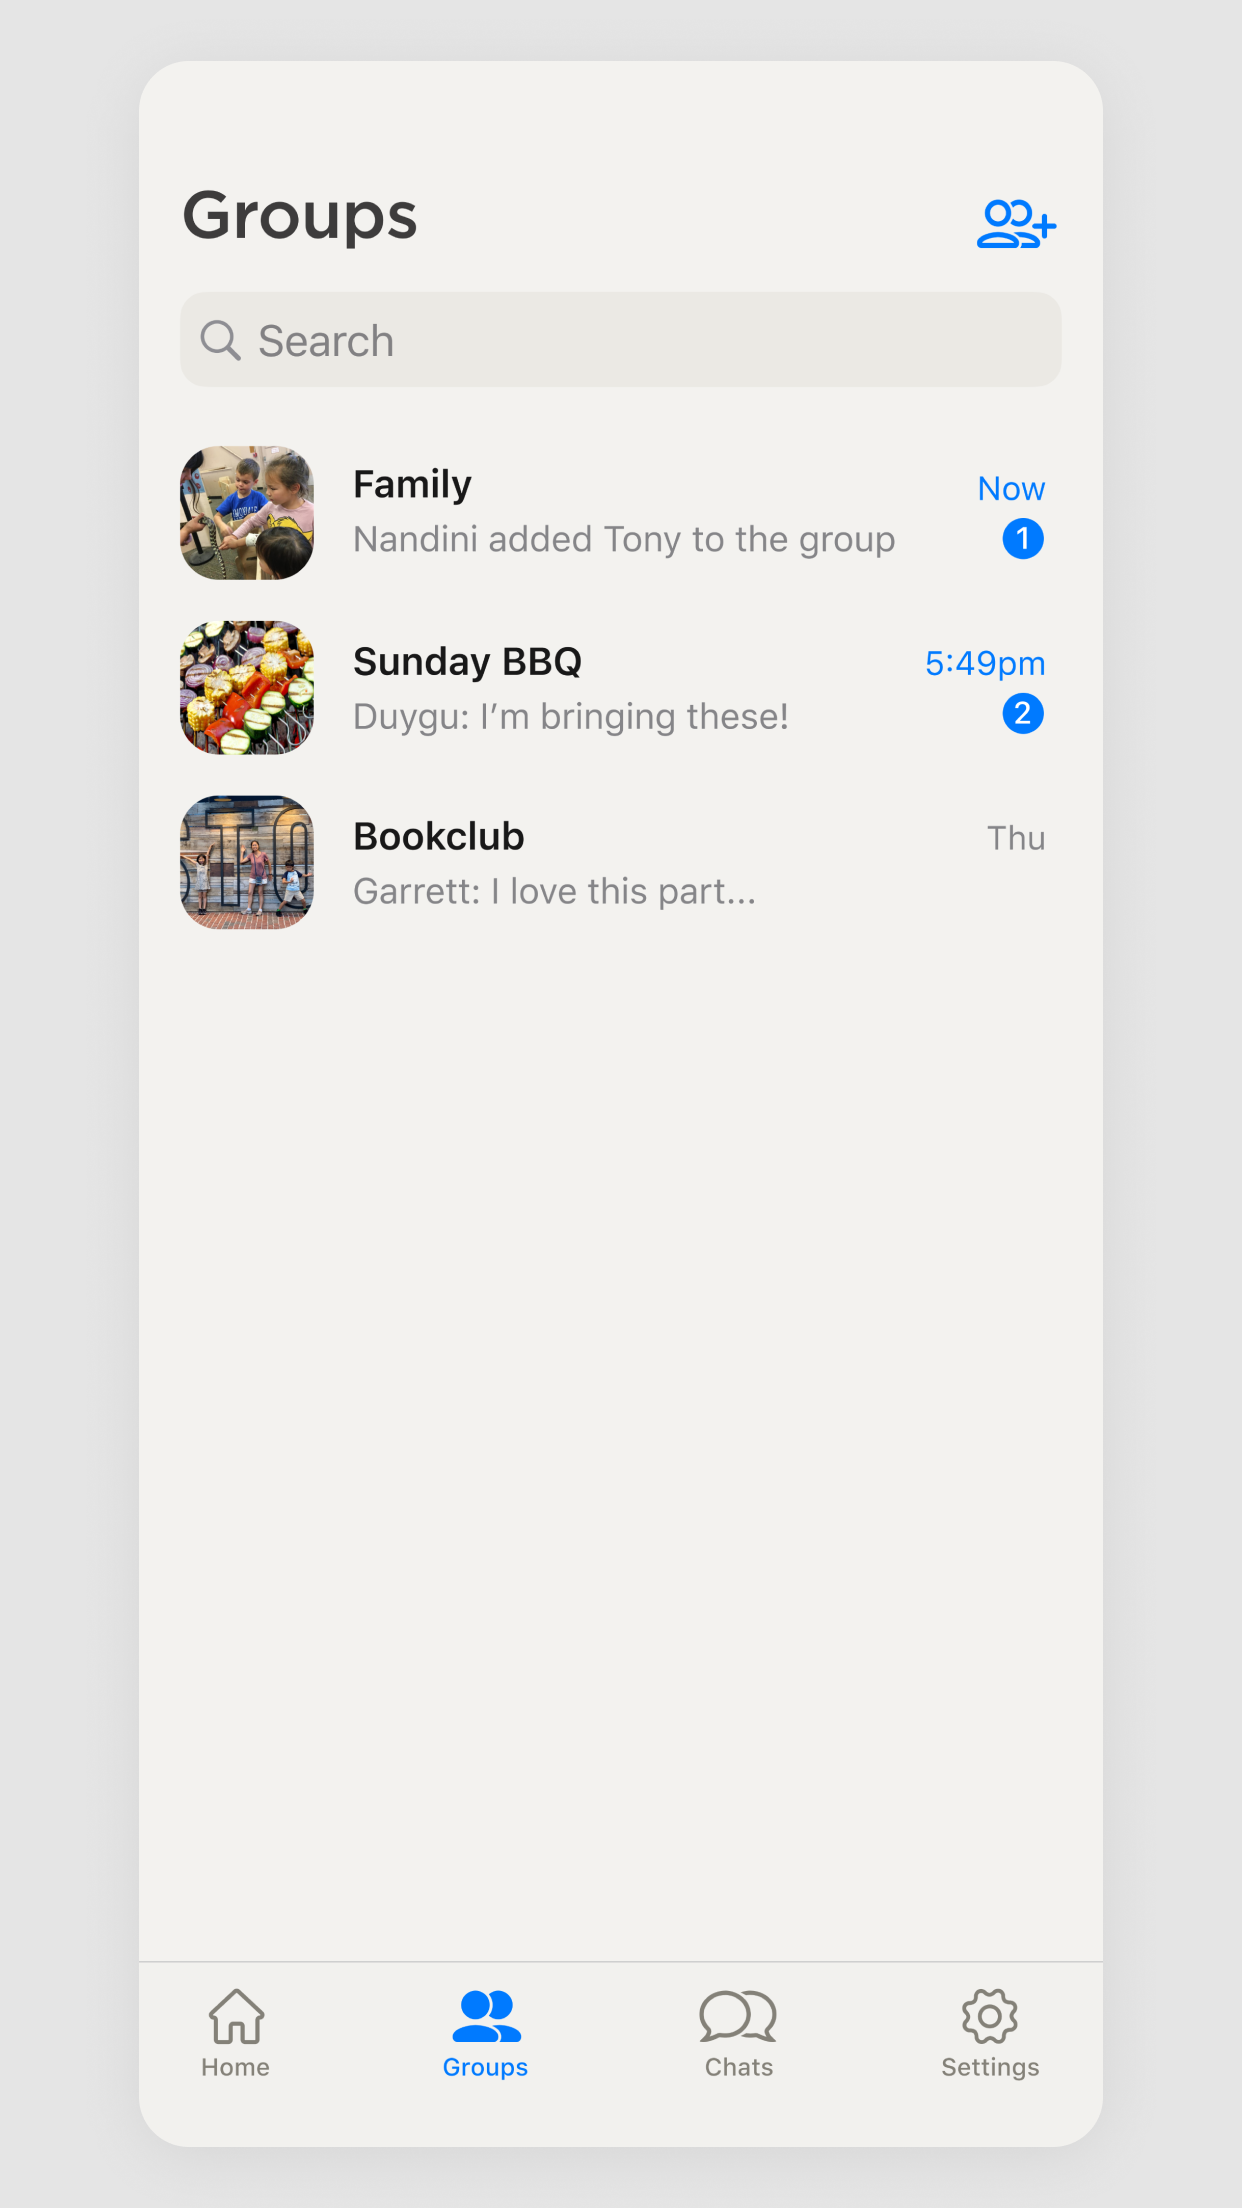 Groups
Search
Family
Now
Nandini added Tony to the group
1
Sunday BBQ
5:49pm
Duygu: I’m bringing these!
2
Bookclub
Thu
Garrett: I love this part...
Home
Groups
Chats
Settings